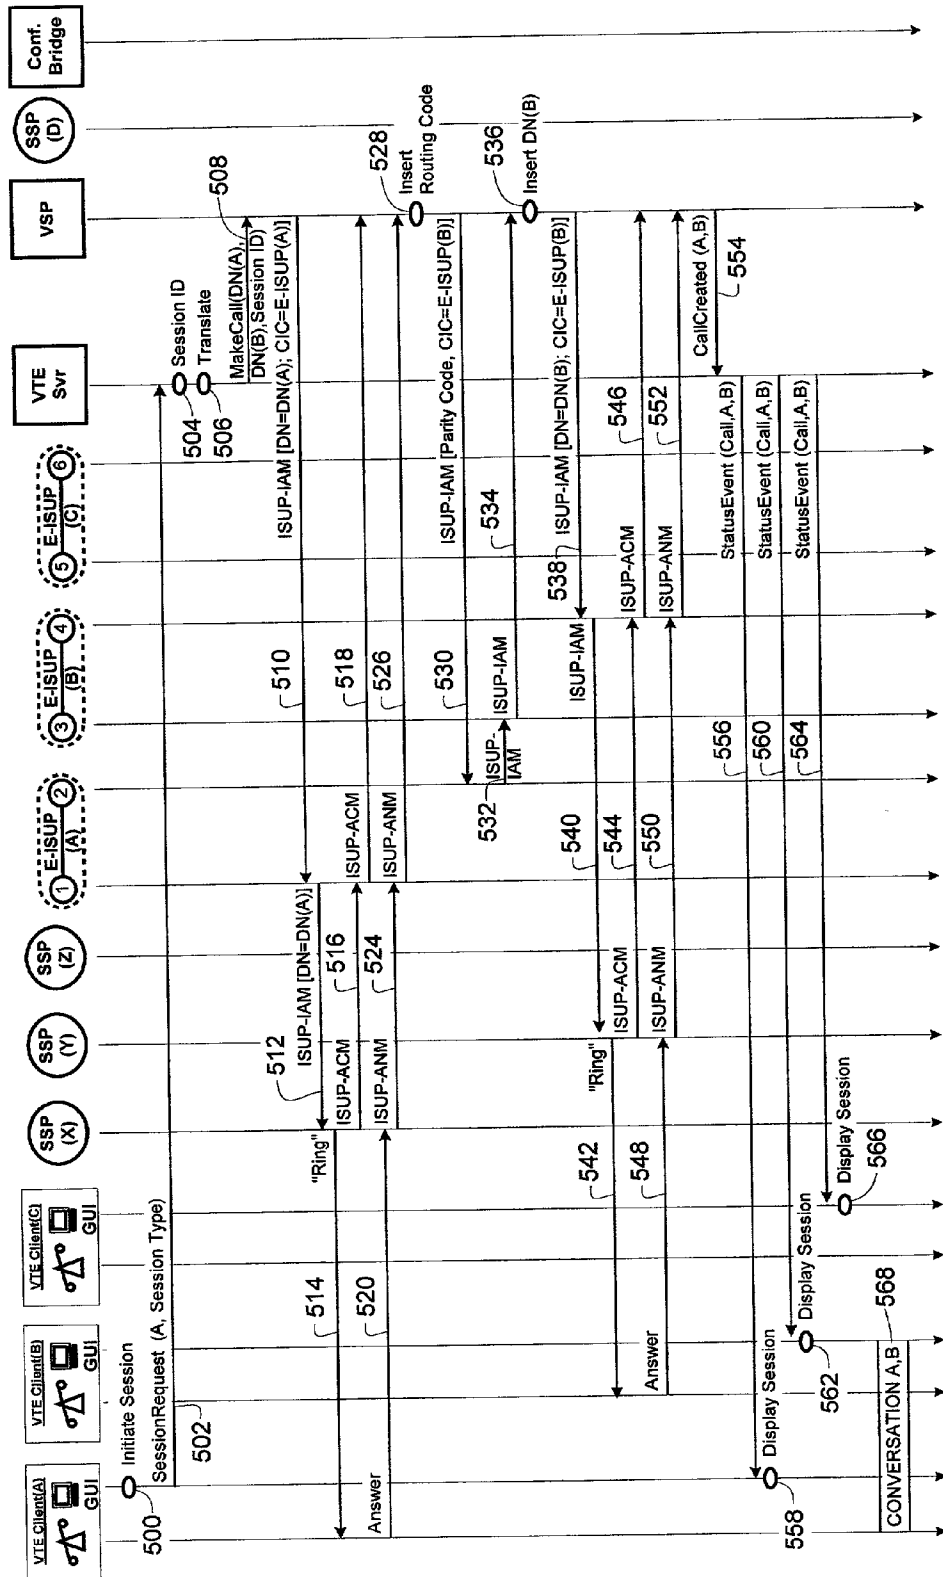 VTE Client(A)
GUI
VTE Client(B)
GUI
VTE Client(C)
GUI
SSP
(X)
SSP
(Y)
SSP
(Z)
1
E-ISUP
(A)
2
3
E-ISUP
(B)
4
5
E-ISUP
(C)
6
VTE
Svr
VSP
SSP
(D)
Conf.
Bridge
500
Initiate Session
SessionRequest (A, Session Type)
502
Session ID
504
Translate
506
MakeCall(DN(A),
DN(B),Session ID)
508
ISUP-IAM [DN=DN(A); CIC=E-ISUP(A)]
510
ISUP-IAM [DN=DN(A)]
512
"Ring"
514
ISUP-ACM
516
ISUP-ACM
518
Answer
520
ISUP-ANM
524
ISUP-ANM
526
528
Insert
Routing Code
ISUP-IAM [Parity Code, CIC=E-ISUP(B)]
530
ISUP-
IAM
532
ISUP-IAM
534
536
Insert DN(B)
538
ISUP-IAM [DN=DN(B); CIC=E-ISUP(B)]
ISUP-IAM
540
"Ring"
542
ISUP-ACM
544
ISUP-ACM
546
Answer
548
ISUP-ANM
550
ISUP-ANM
552
CallCreated (A,B)
554
StatusEvent (Call,A,B)
556
Display Session
558
StatusEvent (Call,A,B)
560
Display Session
562
StatusEvent (Call,A,B)
564
Display Session
566
CONVERSATION A,B
568